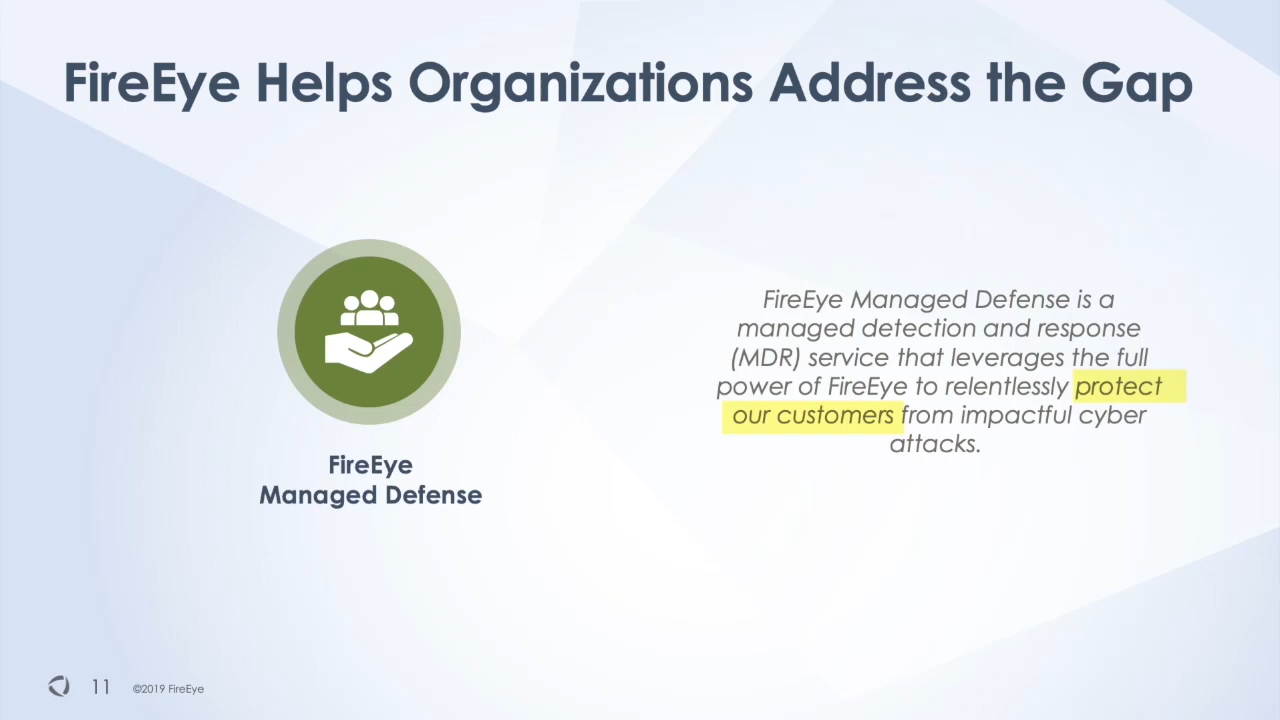 FireEye Helps Organizations Address the Gap
FireEye Managed Defense is a
managed detection and response
(MDR) service that leverages the full
power of FireEye to relentlessly protect
our customers from impactful cyber
attacks.
FireEye
Managed Defense
11 ©2019 FireEye